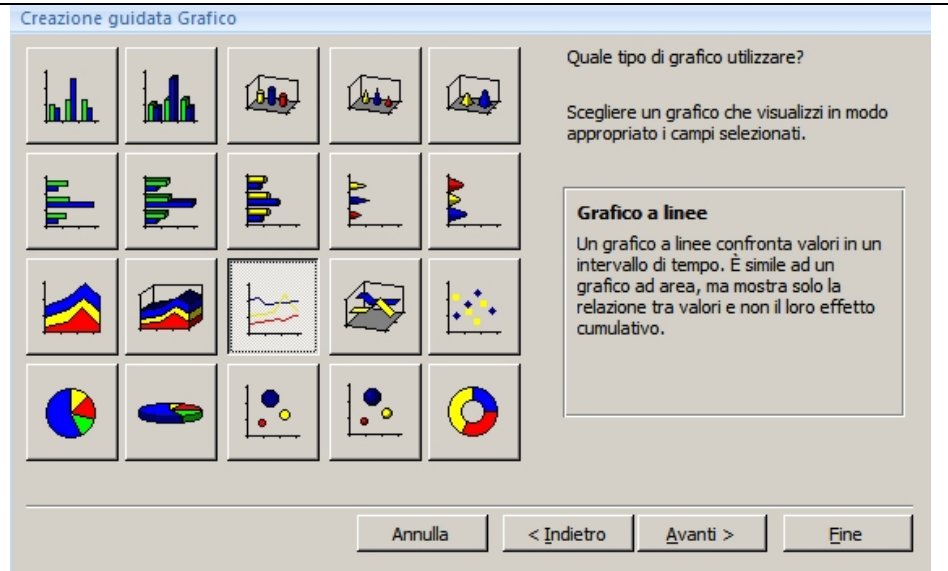 Creazione guidata Grafico
Quale tipo di grafico utilizzare?
Scegliere un grafico che visualizzi in modo
appropriato i campi selezionati.
Grafico a linee
Un grafico a linee confronta valori in un
intervallo di tempo. È simile ad un
grafico ad area, ma mostra solo la
relazione tra valori e non il loro effetto
cumulativo.
Annulla
< Indietro
Avanti >
Fine